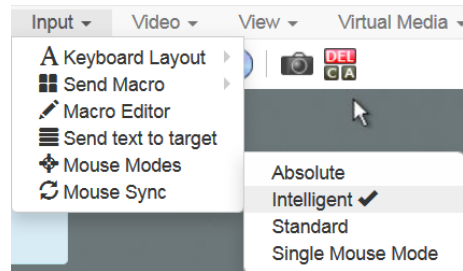 Input Video View Virtual Media
A Keyboard Layout
Send Macro
Macro Editor
Send text to target
Mouse Modes
Mouse Sync
DEL
C A
Absolute
Intelligent
Standard
Single Mouse Mode